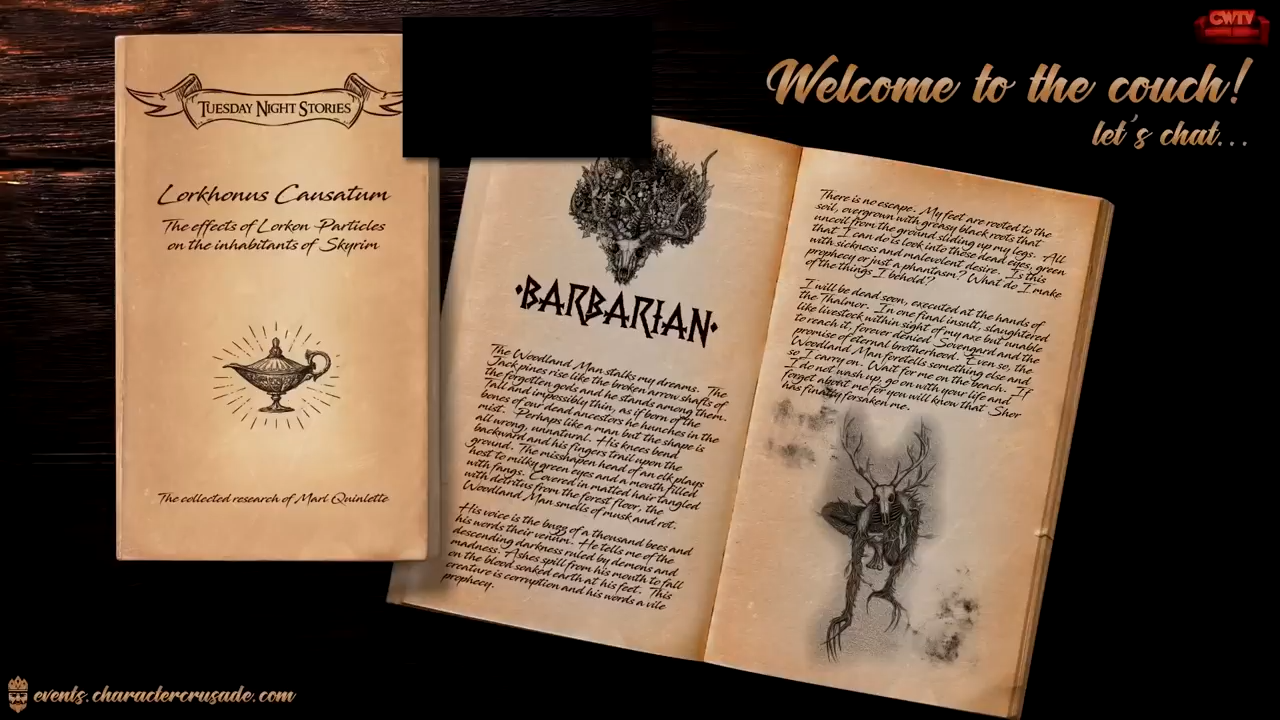 CWTV
Welcome to the couch!
let's chat...
TUESDAY NIGHT STORIES
Lorkhonus Causatum
The effects of Lorkon Particles
on the inhabitants of Skyrim
The collected research of Marl Quinlette
·BARBARIAN·
The Woodland Man stalks my dreams. The
Jackpines rise like the broken arrow shafts of
the forgotten gods and he stands among them.
Tall and impossibly thin, as if born of the
bones of our dead ancestors he hunches in the
mist. Perhaps like a man but the shape is
all wrong, unnatural. His knees bend
backward and his fingers trail upon the
ground. The misshapen head of an elk plays
host to milky green eyes and a mouth filled
with fangs. Covered in matted hair tangled
with detritus from the forest floor, the
Woodland Man smells of musk and rot.
His voice is the buzz of a thousand bees and
his words their venum. He tells me of the
descending darkness ruled by demons and
madness. Ashes spill from his mouth to fall
on the blood soaked earth at his feet. This
creature is corruption and his words a vile
prophecy.
There is no escape. My feet are rooted to the
soil, overgrown with greasy black roots that
uncoil from the ground sliding up my legs. All
that I can do is look into those dead eyes, green
with sickness and malevolent desire. Is this
prophecy or just a phantasm? What do I make
of the things I behold?
I will be dead soon, executed at the hands of
the Thalmor. In one final insult, slaughtered
like livestock within sight of my axe but unable
to reach it, forever denied Sovengard and the
promise of eternal brotherhood. Even so, the
Woodland Man foretells something else and
so I carry on. Wait for me on the beach. If
I do not wash up, go on with your life and
forget about me for you will know that Shor
has finally forsaken me.
events.charactercrusade.com